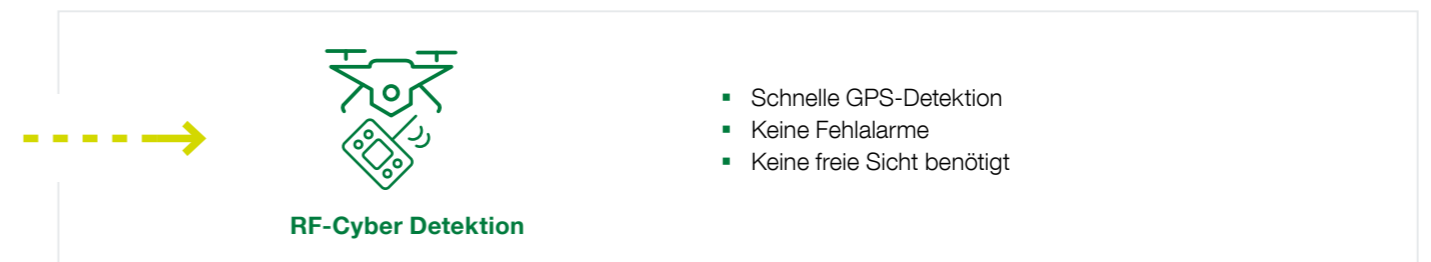 Schnelle GPS-Detektion
Keine Fehlalarme
Keine freie Sicht benötigt
RF-Cyber Detektion